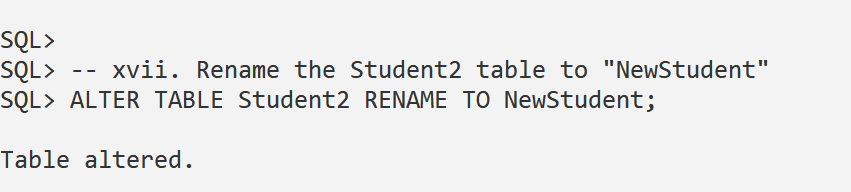 SQL>
SQL> -- xvii. Rename the Student2 table to "NewStudent"
SQL> ALTER TABLE Student2 RENAME TO NewStudent;
Table altered.